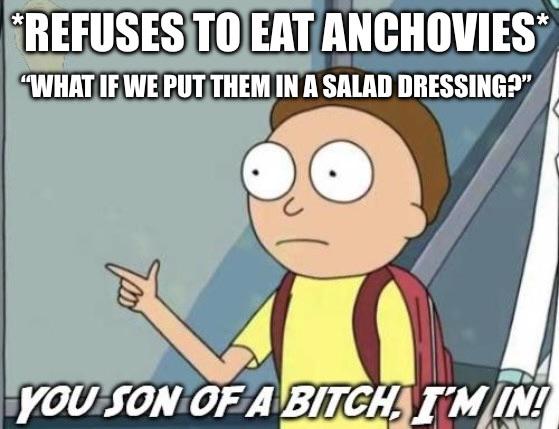 *REFUSES TO EAT ANCHOVIES*
“WHAT IF WE PUT THEM IN A SALAD DRESSING?”
YOU SON OF A BITCH, I'M IN!